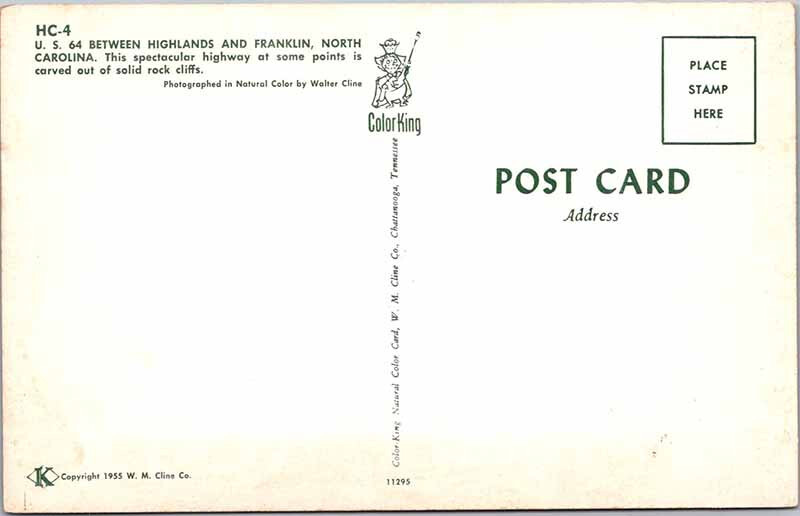 HC-4
U. S. 64 BETWEEN HIGHLANDS AND FRANKLIN, NORTH
CAROLINA. This spectacular highway at some points is
carved out of solid rock cliffs.
Photographed in Natural Color by Walter Cline
ColorKing
Color-King Natural Color Card, W. M. Cline Co., Chattanooga, Tennessee
PLACE
STAMP
HERE
POST CARD
Address
K
Copyright 1955 W. M. Cline Co.
11295